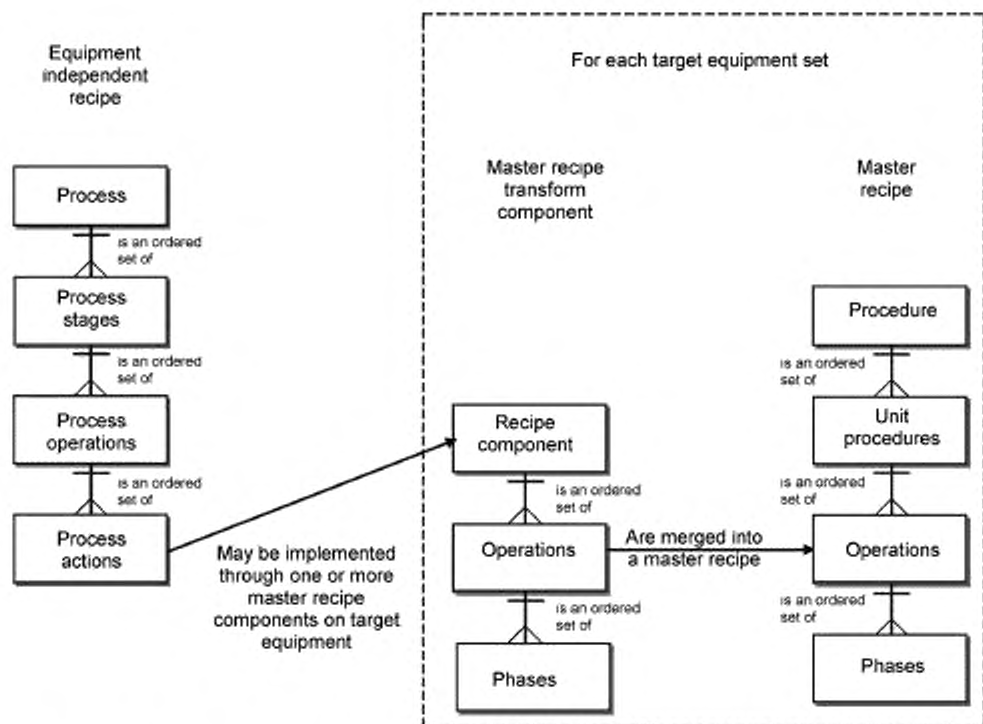 Equipment
independent
recipe
Process
is an ordered
set of
Process
stages
is an ordered
set of
Process
operations
is an ordered
set of
Process
actions
May be implemented
through one or more
master recipe
components on target
equipment
For each target equipment set
Master recipe
transform
component
Recipe
component
is an ordered
set of
Operations
is an ordered
set of
Phases
Are merged into
a master recipe
Master
recipe
Procedure
is an ordered
set of
Unit
procedures
is an ordered
set of
Operations
is an ordered
set of
Phases